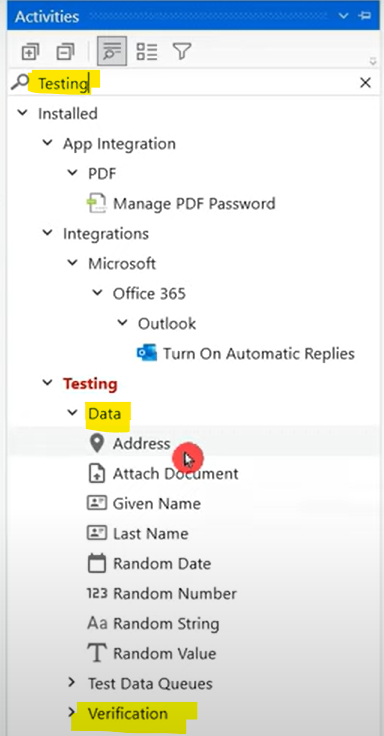 Activities
Testing
Installed
App Integration
PDF
Manage PDF Password
Integrations
Microsoft
Office 365
Outlook
Turn On Automatic Replies
Testing
Data
Address
Attach Document
Given Name
Last Name
Random Date
123 Random Number
Aa Random String
T Random Value
Test Data Queues
Verification